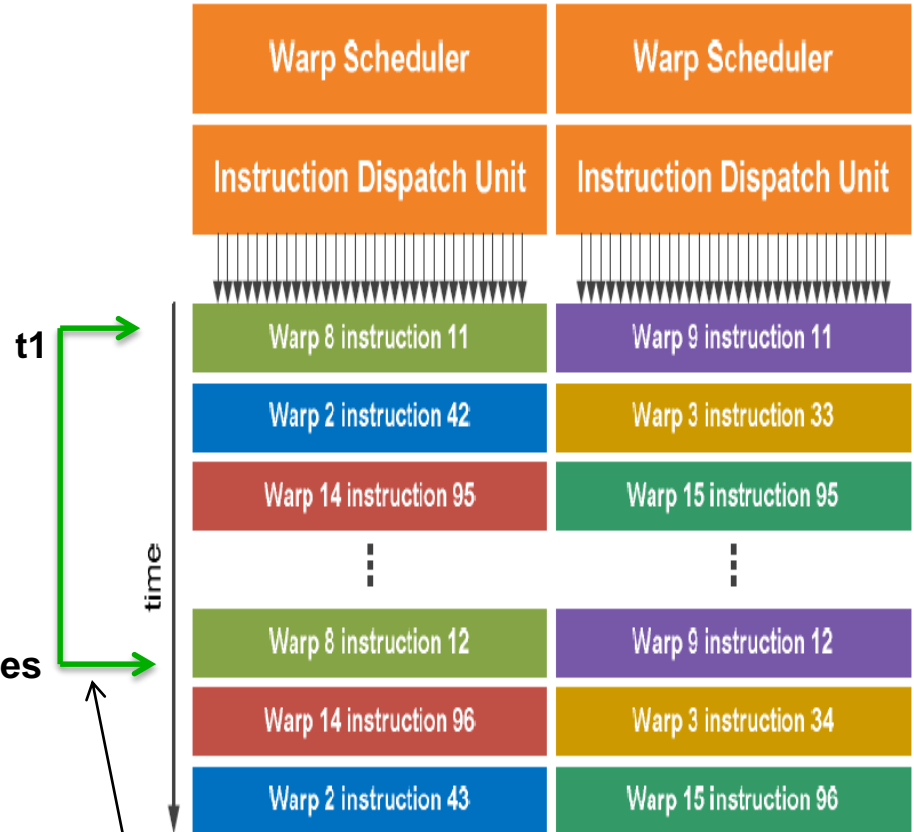 Warp Scheduler
Warp Scheduler
Instruction Dispatch Unit
Instruction Dispatch Unit
t1
Warp 8 instruction 11
Warp 9 instruction 11
Warp 2 instruction 42
Warp 3 instruction 33
Warp 14 instruction 95
Warp 15 instruction 95
time
es
Warp 8 instruction 12
Warp 9 instruction 12
Warp 14 instruction 96
Warp 3 instruction 34
Warp 2 instruction 43
Warp 15 instruction 96